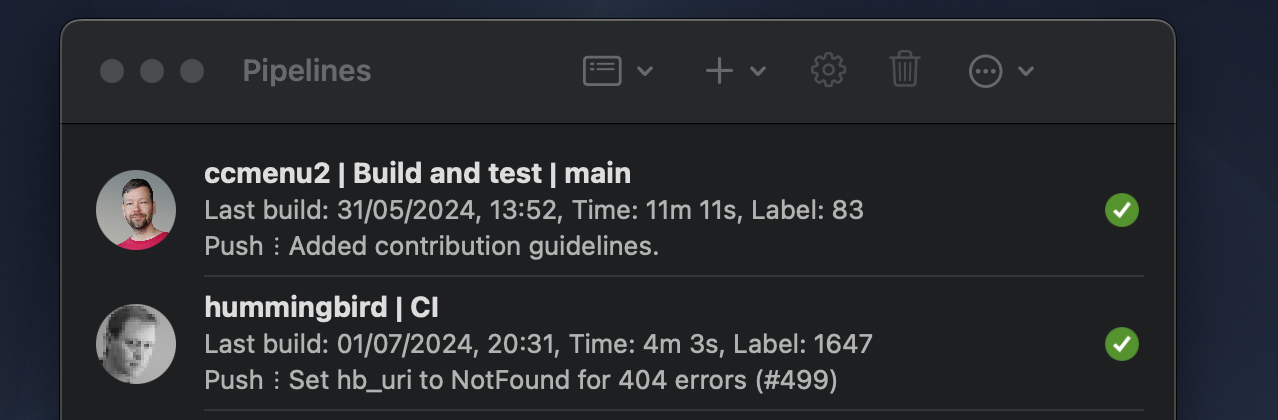 Pipelines
ccmenu2 | Build and test | main
Last build: 31/05/2024, 13:52, Time: 11m 11s, Label: 83
Push ⋮ Added contribution guidelines.
hummingbird | CI
Last build: 01/07/2024, 20:31, Time: 4m 3s, Label: 1647
Push ⋮ Set hb_uri to NotFound for 404 errors (#499)